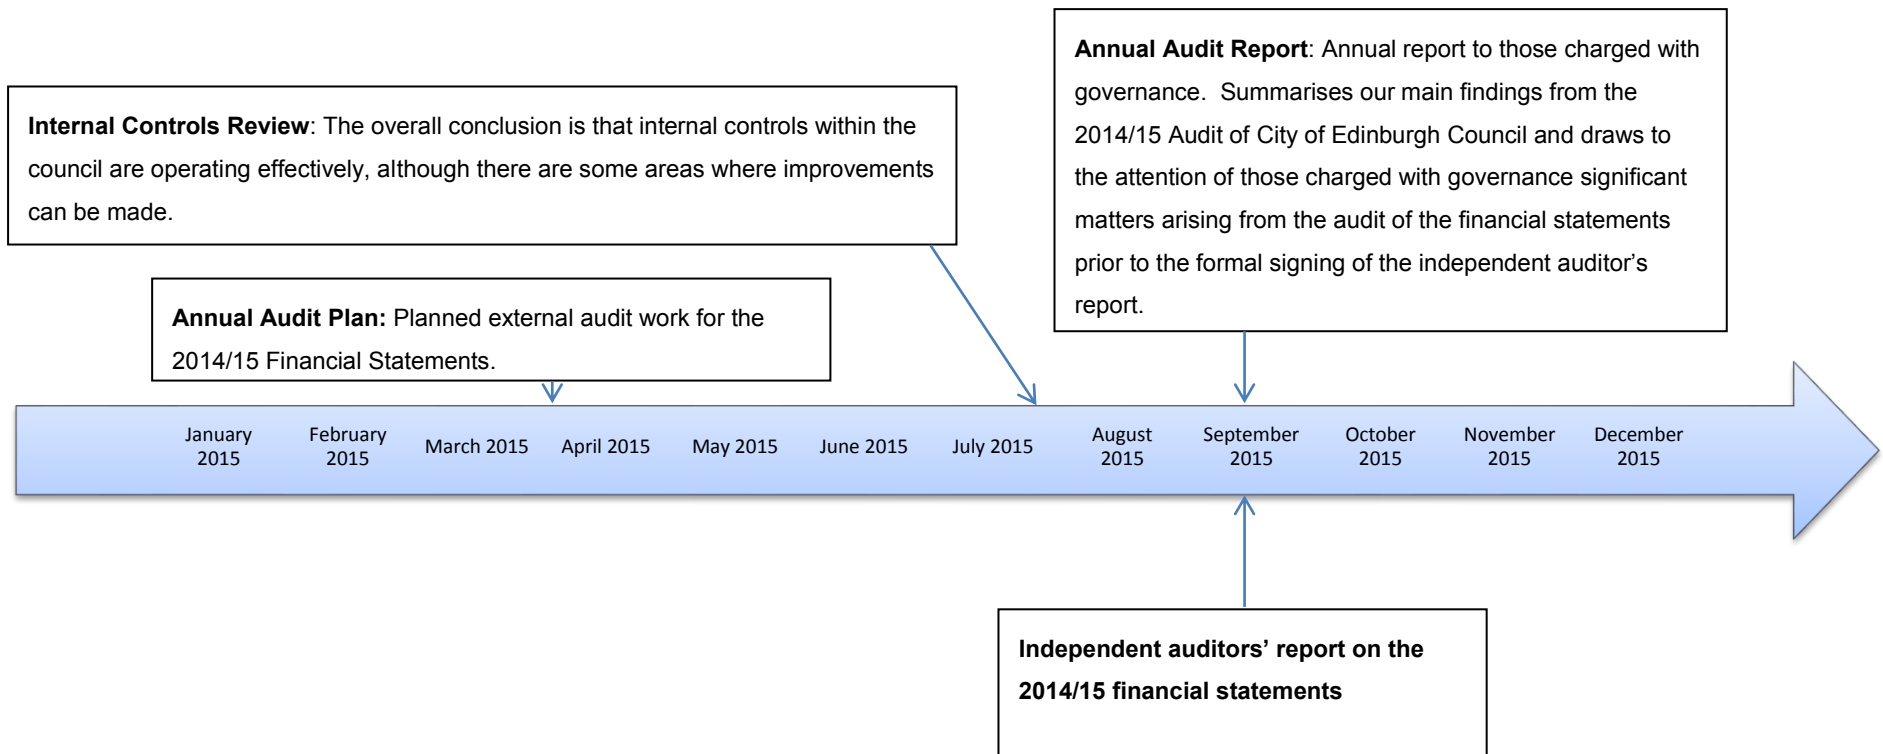 Annual Audit Report: Annual report to those charged with
governance. Summarises our main findings from the
2014/15 Audit of City of Edinburgh Council and draws to
the attention of those charged with governance significant
matters arising from the audit of the financial statements
prior to the formal signing of the independent auditor’s
report.
Internal Controls Review: The overall conclusion is that internal controls within the
council are operating effectively, although there are some areas where improvements
can be made.
Annual Audit Plan: Planned external audit work for the
2014/15 Financial Statements.
January
2015
February
2015
March 2015
April 2015
May 2015
June 2015
July 2015
August
2015
September
2015
October
2015
November
2015
December
2015
Independent auditors’ report on the
2014/15 financial statements